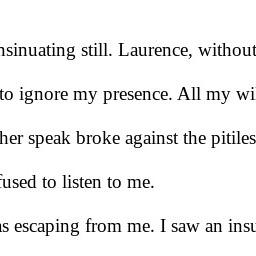 nsinuating still. Laurence, without
to ignore my presence. All my wi
her speak broke against the pitiles
fused to listen to me.
as escaping from me. I saw an insu